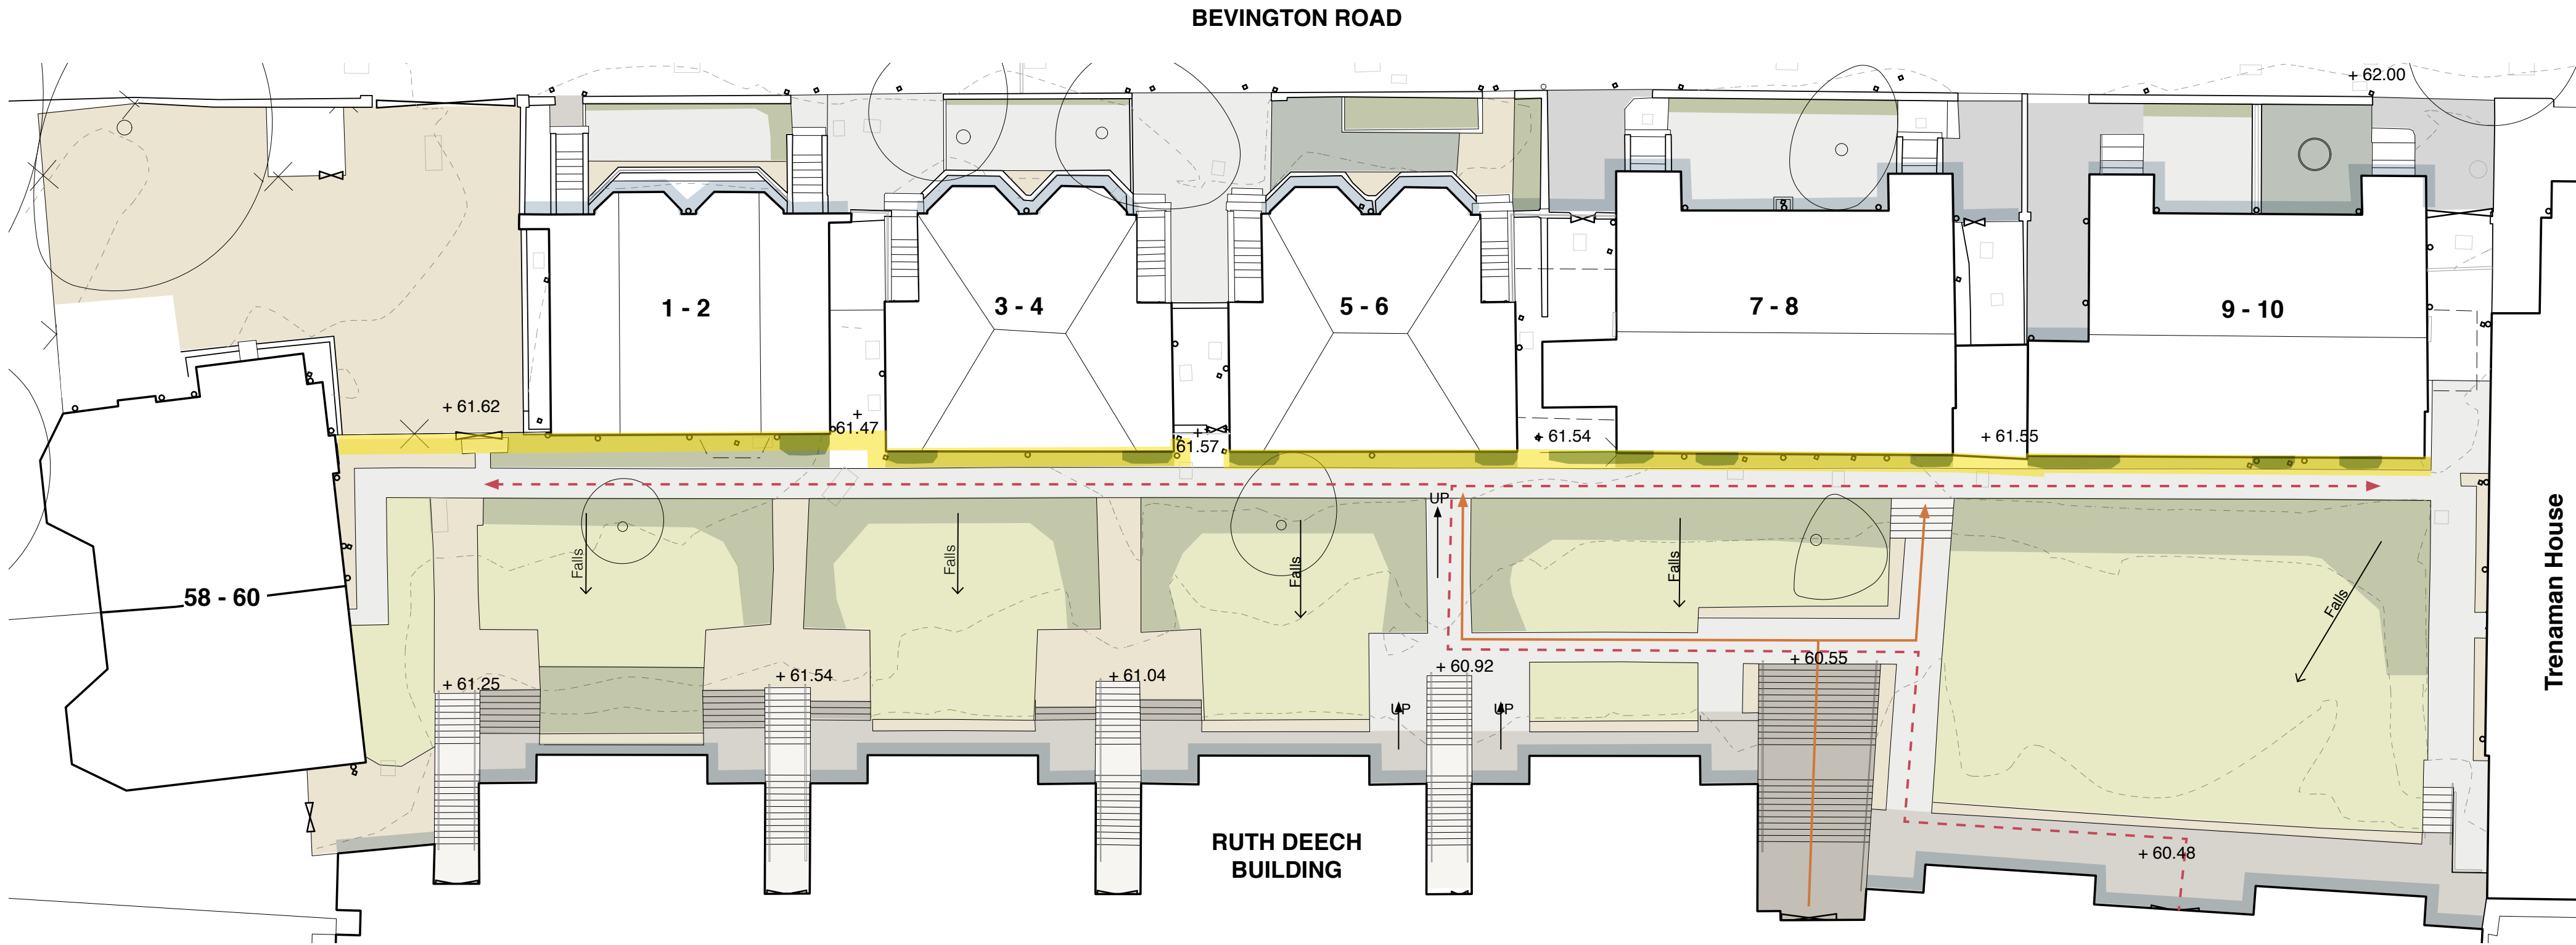 BEVINGTON ROAD
+ 62.00
1 - 2
3 - 4
5 - 6
7 - 8
9 - 10
+ 61.62
+ 61.47
+ 61.57
+ 61.54
+ 61.55
UP
Falls
Falls
Falls
Falls
Falls
58 - 60
Trenaman House
+ 61.25
+ 61.54
+ 61.04
+ 60.92
+ 60.55
UP
UP
RUTH DEECH
BUILDING
+ 60.48